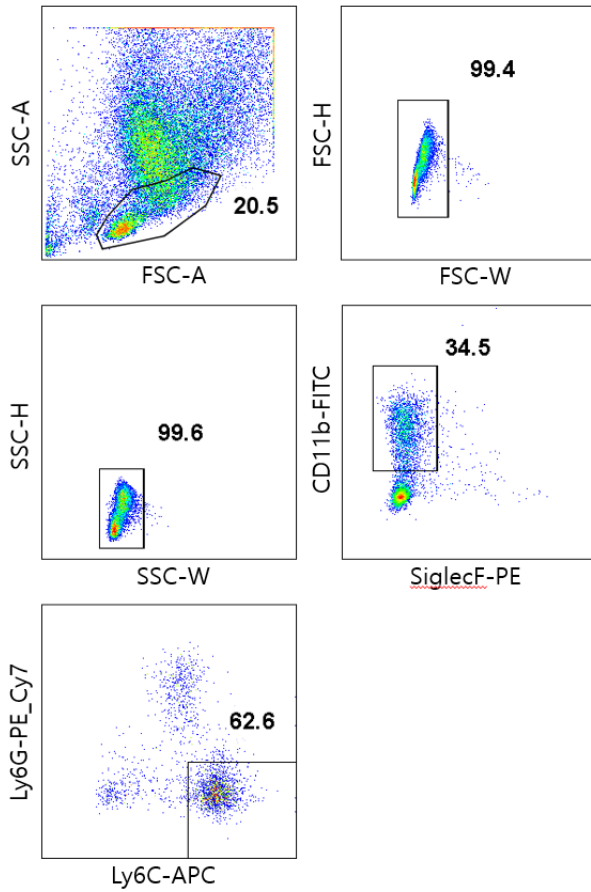 SSC-A
20.5
FSC-A
FSC-H
99.4
FSC-W
SSC-H
99.6
SSC-W
CD11b-FITC
34.5
SiglecF-PE
Ly6G-PE_Cy7
62.6
Ly6C-APC